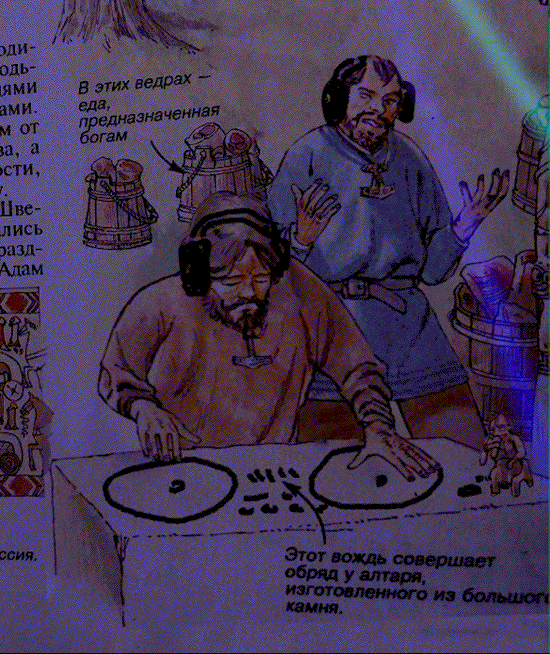 оди-
одь-
иями
ами.
м от
ва, а
ости,
у.
Шве-
лись
разд-
Адам
ссия.
В этих ведрах —
еда,
предназначенная
богам
Этот вождь совершает
обряд у алтаря,
изготовленного из большого
камня.